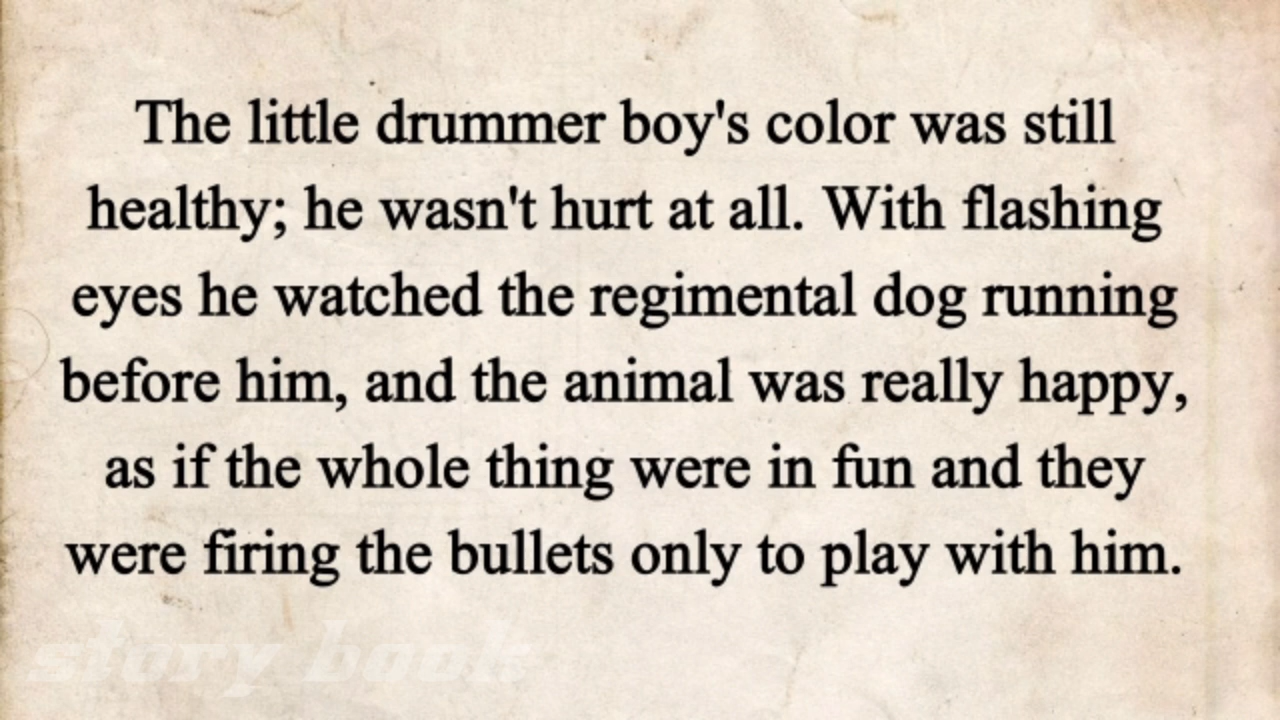 The little drummer boy's color was still
healthy; he wasn't hurt at all. With flashing
eyes he watched the regimental dog running
before him, and the animal was really happy,
as if the whole thing were in fun and they
were firing the bullets only to play with him.
story book